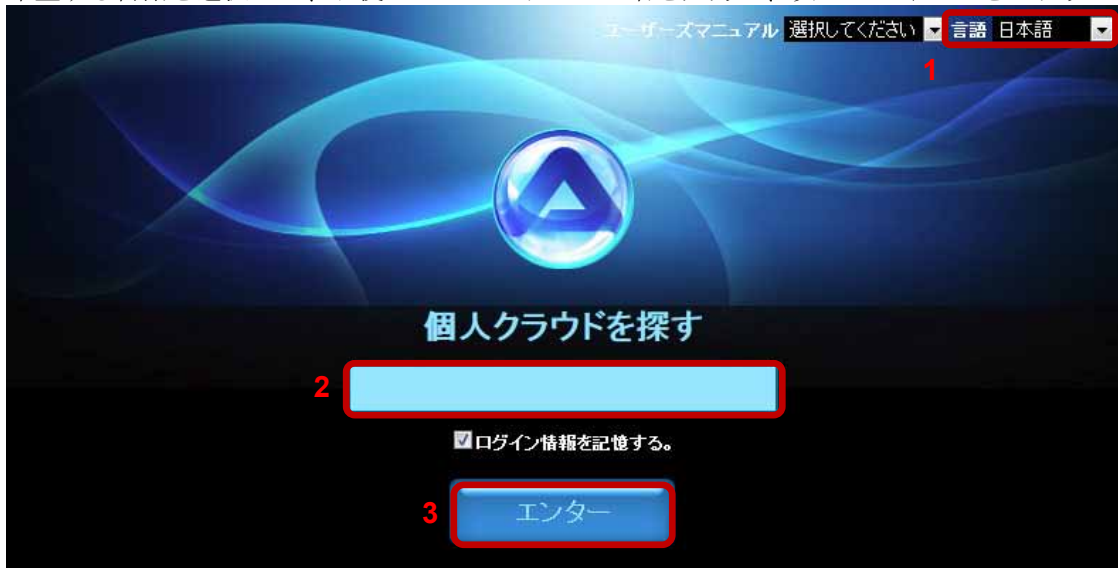 ユーザーズマニュアル 選択してください 言語 日本語
1
個人クラウドを探す
2
ログイン情報を記憶する。
3 エンター